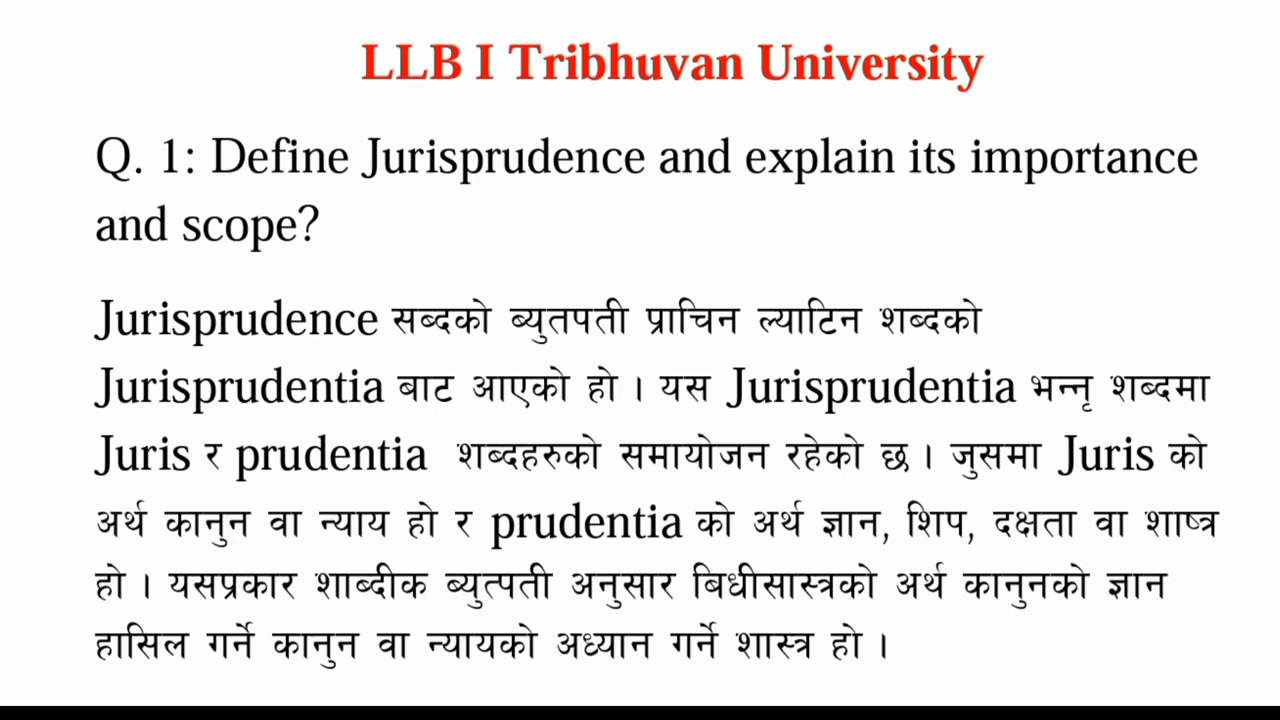 LLB I Tribhuvan University
Q. 1: Define Jurisprudence and explain its importance
and scope?
Jurisprudence सब्दको ब्युतपती प्राचिन ल्याटिन शब्दको
Jurisprudentia बाट आएको हो । यस Jurisprudentia भन्नृ शब्दमा
Juris र prudentia शब्दहरुको समायोजन रहेको छ । जुसमा Juris को
अर्थ कानुन वा न्याय हो र prudentia को अर्थ ज्ञान, शिप, दक्षता वा शाष्त्र
हो । यसप्रकार शाब्दीक ब्युत्पती अनुसार बिधीसास्त्रको अर्थ कानुनको ज्ञान
हासिल गर्ने कानुन वा न्यायको अध्यान गर्ने शास्त्र हो ।